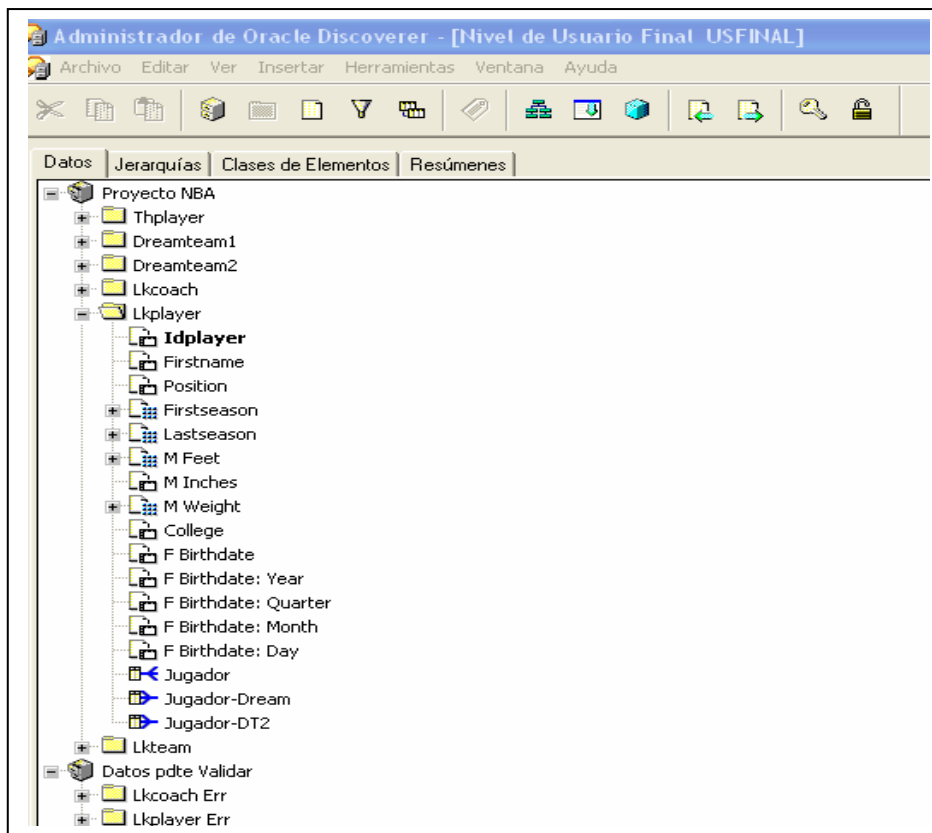 Administrador de Oracle Discoverer - [Nivel de Usuario Final USFINAL]
Archivo Editar Ver Insertar Herramientas Ventana Ayuda
Datos Jerarquías Clases de Elementos Resúmenes
Proyecto NBA
Thplayer
Dreamteam1
Dreamteam2
Lkcoach
Lkplayer
Idplayer
Firstname
Position
Firstseason
Lastseason
M Feet
M Inches
M Weight
College
F Birthdate
F Birthdate: Year
F Birthdate: Quarter
F Birthdate: Month
F Birthdate: Day
Jugador
Jugador-Dream
Jugador-DT2
Lkteam
Datos pdte Validar
Lkcoach Err
Lkplayer Err